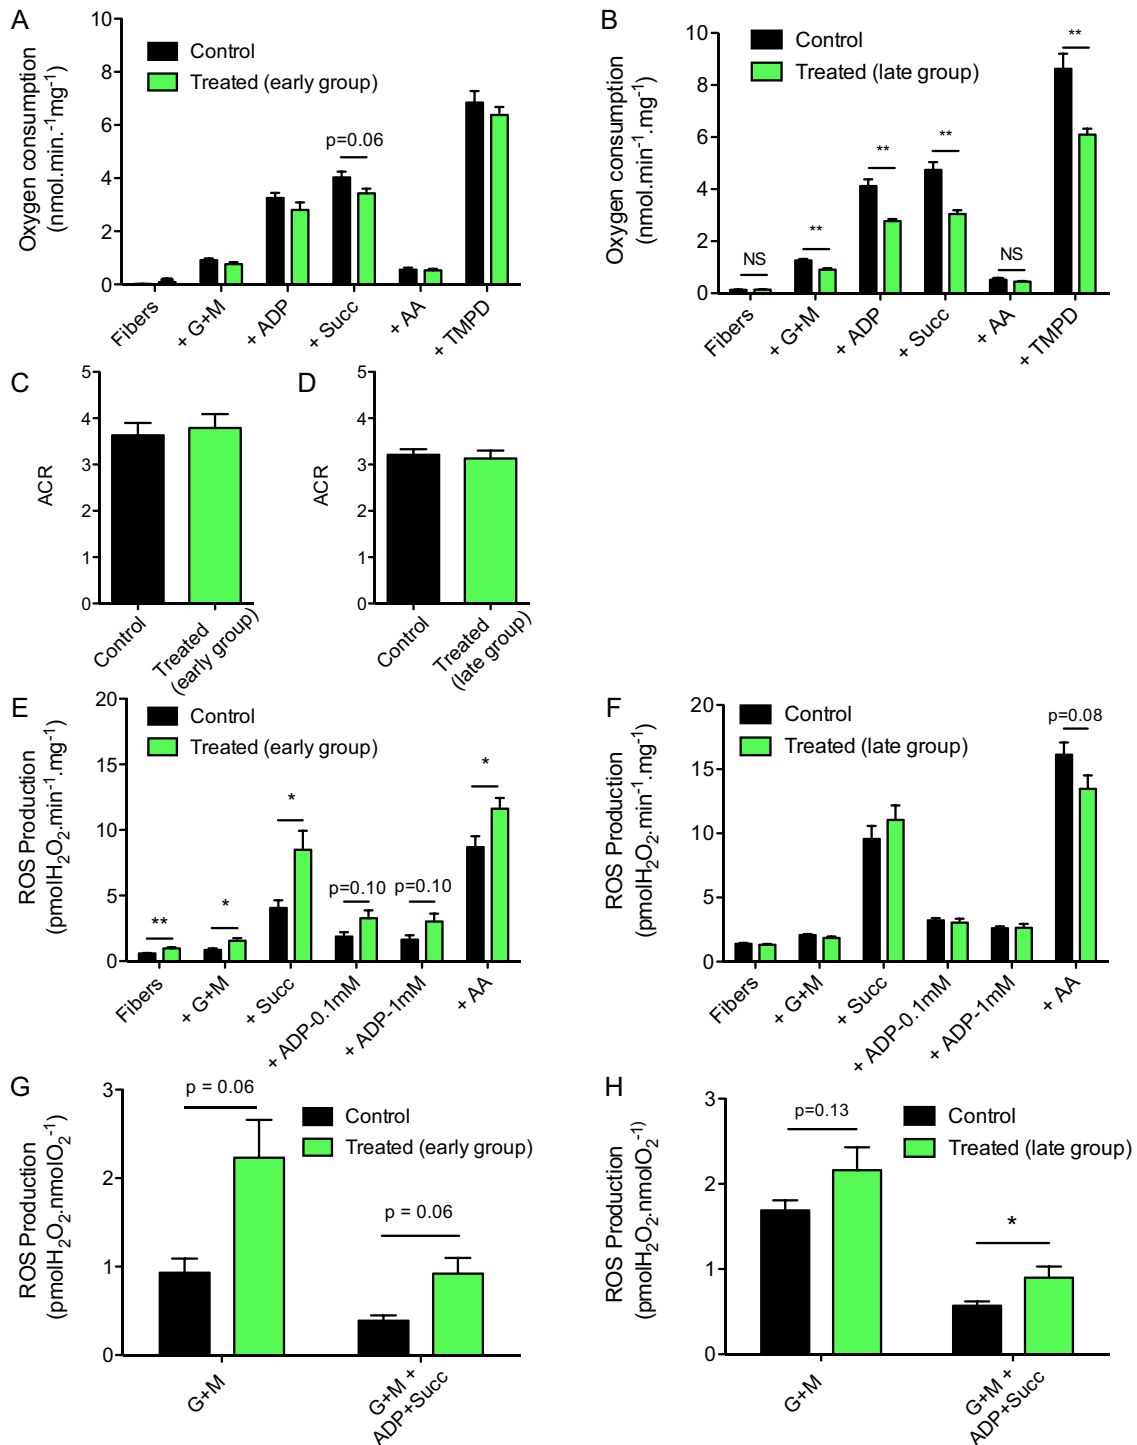 A
Oxygen consumption
(nmol.min.⁻¹mg⁻¹)
10
8
6
4
2
0
Control
Treated (early group)
p=0.06
Fibers
+ G+M
+ ADP
+ Succ
+ AA
+ TMPD
B
Oxygen consumption
(nmol.min⁻¹.mg⁻¹)
10
8
6
4
2
0
Control
Treated (late group)
NS
**
**
**
NS
**
Fibers
+ G+M
+ ADP
+ Succ
+ AA
+ TMPD
C
ACR
5
4
3
2
1
0
Control
Treated
(early group)
D
ACR
5
4
3
2
1
0
Control
Treated
(late group)
E
ROS Production
(pmolH₂O₂.min⁻¹.mg⁻¹)
20
15
10
5
0
Control
Treated (early group)
**
*
*
p=0.10
p=0.10
*
Fibers
+ G+M
+ Succ
+ ADP-0.1mM
+ ADP-1mM
+ AA
F
ROS Production
(pmolH₂O₂.min⁻¹.mg⁻¹)
20
15
10
5
0
Control
Treated (late group)
p=0.08
Fibers
+ G+M
+ Succ
+ ADP-0.1mM
+ ADP-1mM
+ AA
G
ROS Production
(pmolH₂O₂.nmolO₂⁻¹)
3
2
1
0
p = 0.06
Control
Treated (early group)
p = 0.06
G+M
G+M +
ADP+Succ
H
ROS Production
(pmolH₂O₂.nmolO₂⁻¹)
3
2
1
0
p=0.13
Control
Treated (late group)
*
G+M
G+M +
ADP+Succ